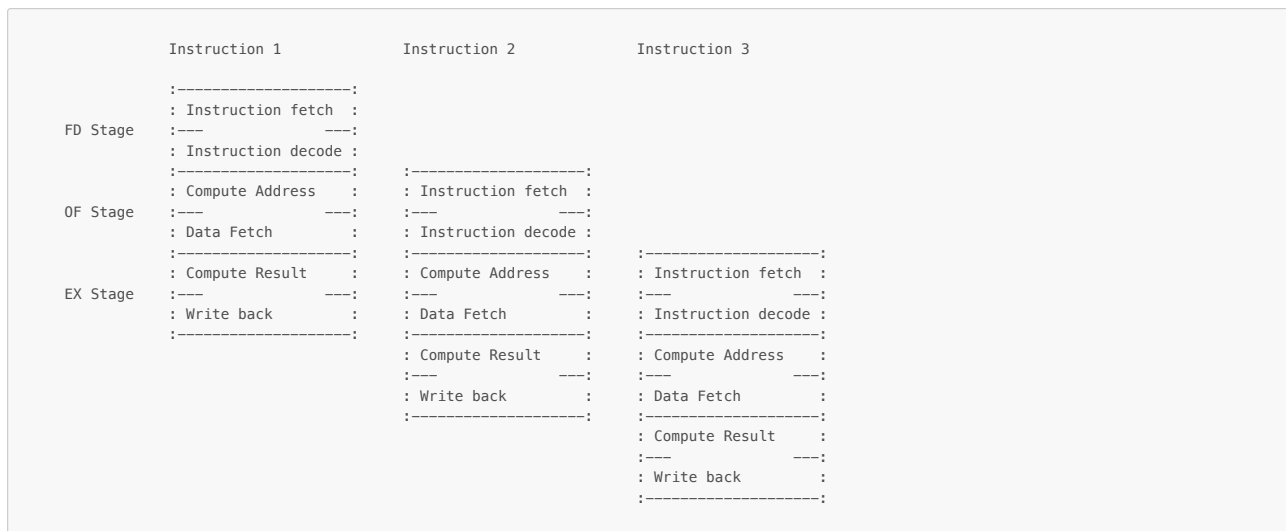 Instruction 1 Instruction 2 Instruction 3
:--------------------:
: Instruction fetch :
FD Stage :--- ---:
: Instruction decode :
:--------------------: :--------------------:
: Compute Address : : Instruction fetch :
OF Stage :--- ---: :--- ---:
: Data Fetch : : Instruction decode :
:--------------------: :--------------------: :--------------------:
: Compute Result : : Compute Address : : Instruction fetch :
EX Stage :--- ---: :--- ---: :--- ---:
: Write back : : Data Fetch : : Instruction decode :
:--------------------: :--------------------: :--------------------:
: Compute Result : : Compute Address :
:--- ---: :--- ---:
: Write back : : Data Fetch :
:--------------------: :--------------------:
: Compute Result :
:--- ---:
: Write back :
:--------------------: